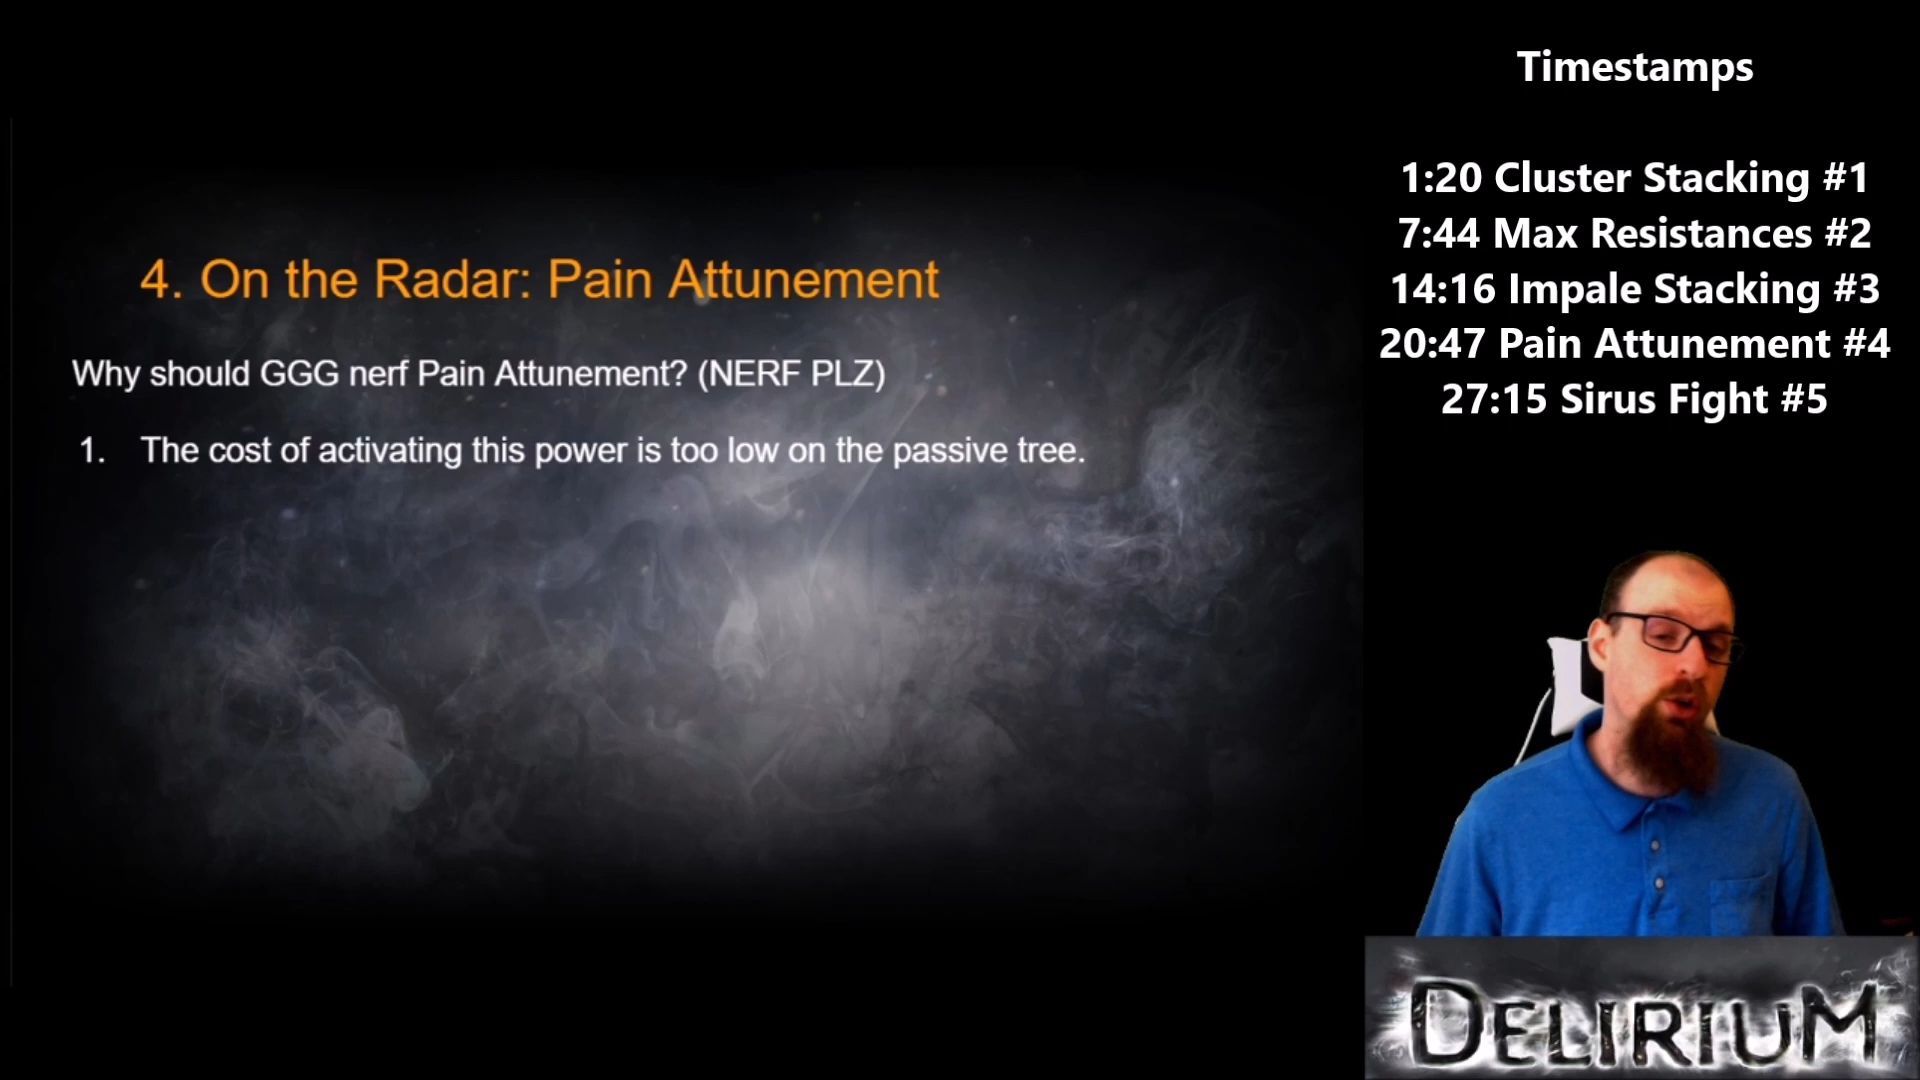 4. On the Radar: Pain Attunement
Why should GGG nerf Pain Attunement? (NERF PLZ)
1. The cost of activating this power is too low on the passive tree.
Timestamps
1:20 Cluster Stacking #1
7:44 Max Resistances #2
14:16 Impale Stacking #3
20:47 Pain Attunement #4
27:15 Sirus Fight #5
DELIRIUM